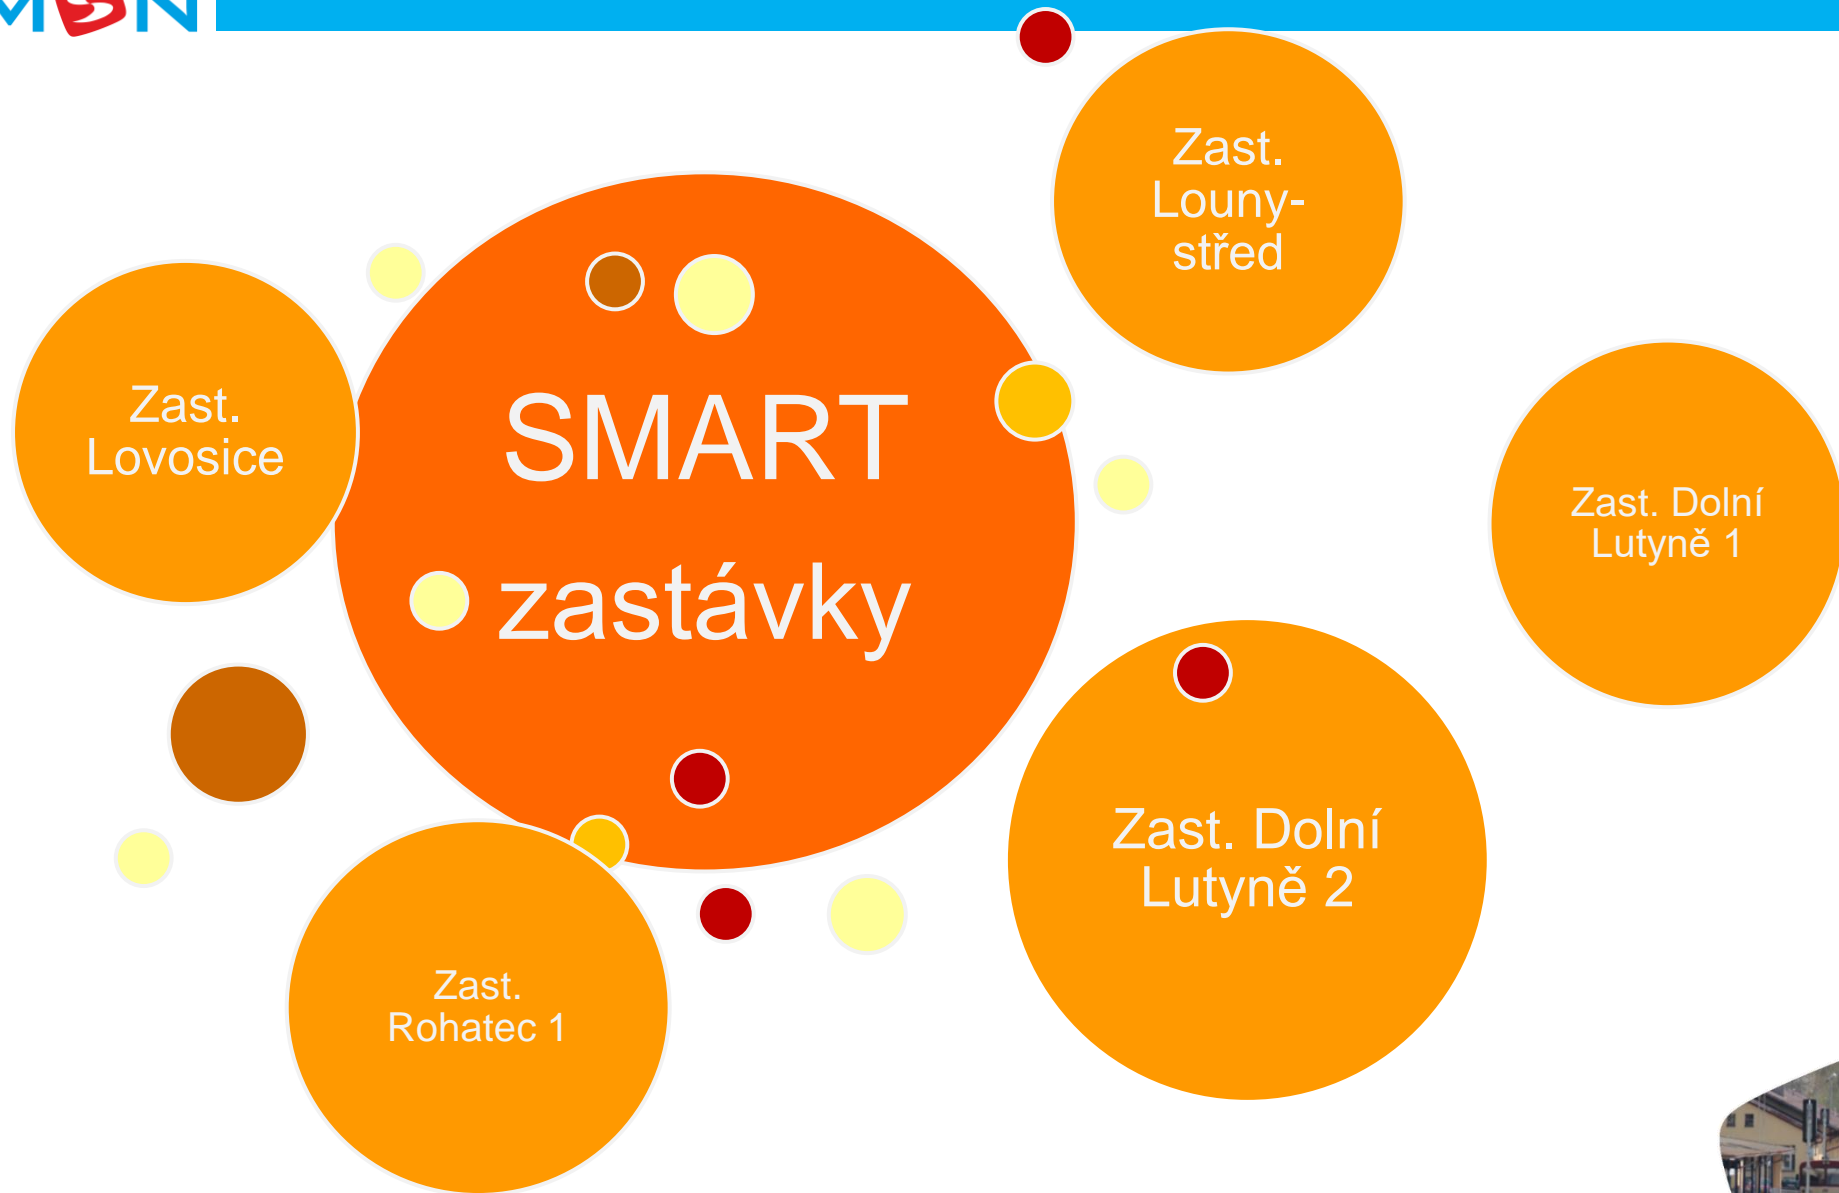 Zast.
Louny-
střed
Zast.
Lovosice
SMART
zastávky
Zast. Dolní
Lutyně 1
Zast. Dolní
Lutyně 2
Zast.
Rohatec 1